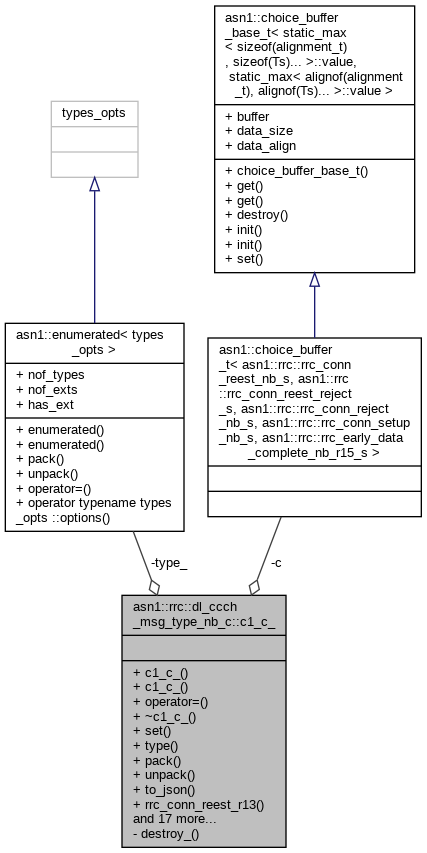 asn1::choice_buffer
_base_t< static_max
< sizeof(alignment_t)
, sizeof(Ts)... >::value,
static_max< alignof(alignment
_t), alignof(Ts)... >::value >
+ buffer
+ data_size
+ data_align
+ choice_buffer_base_t()
+ get()
+ get()
+ destroy()
+ init()
+ init()
+ set()
types_opts
asn1::enumerated< types
_opts >
+ nof_types
+ nof_exts
+ has_ext
+ enumerated()
+ enumerated()
+ pack()
+ unpack()
+ operator=()
+ operator typename types
_opts ::options()
asn1::choice_buffer
_t< asn1::rrc::rrc_conn
_reest_nb_s, asn1::rrc
::rrc_conn_reest_reject
_s, asn1::rrc::rrc_conn_reject
_nb_s, asn1::rrc::rrc_conn_setup
_nb_s, asn1::rrc::rrc_early_data
_complete_nb_r15_s >
-type_
-c
asn1::rrc::dl_ccch
_msg_type_nb_c::c1_c_
+ c1_c_()
+ c1_c_()
+ operator=()
+ ~c1_c_()
+ set()
+ type()
+ pack()
+ unpack()
+ to_json()
+ rrc_conn_reest_r13()
and 17 more...
- destroy_()